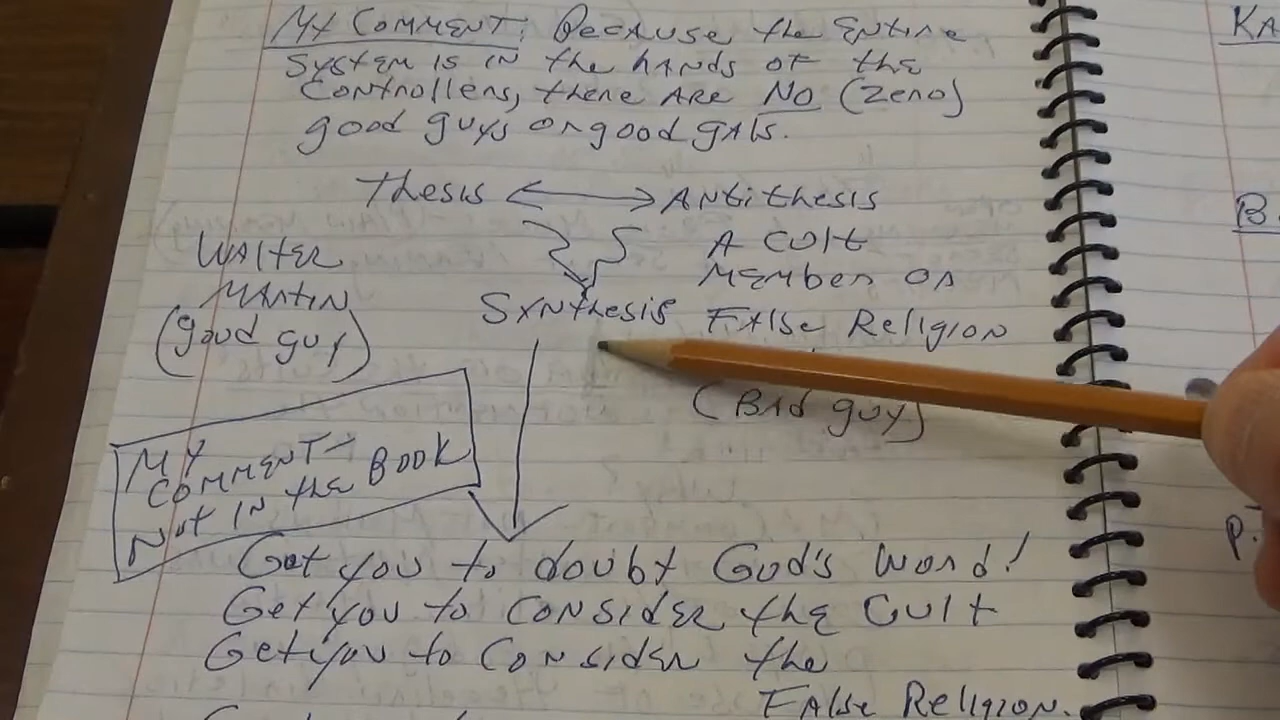 My Comment: Because the Entire
System is in the hands of the
Controllers, there are No (Zero)
good guys or good gals.
Thesis ↔ Antithesis
Walter
Martin
(good guy)
Synthesis
A Cult
Member or
False Religion
(Bad guy)
My
Comment-
Not in the Book
Get you to doubt God's Word!
Get you to Consider the Cult
Get you to Consider the
False Religion.
KA
B.
P.